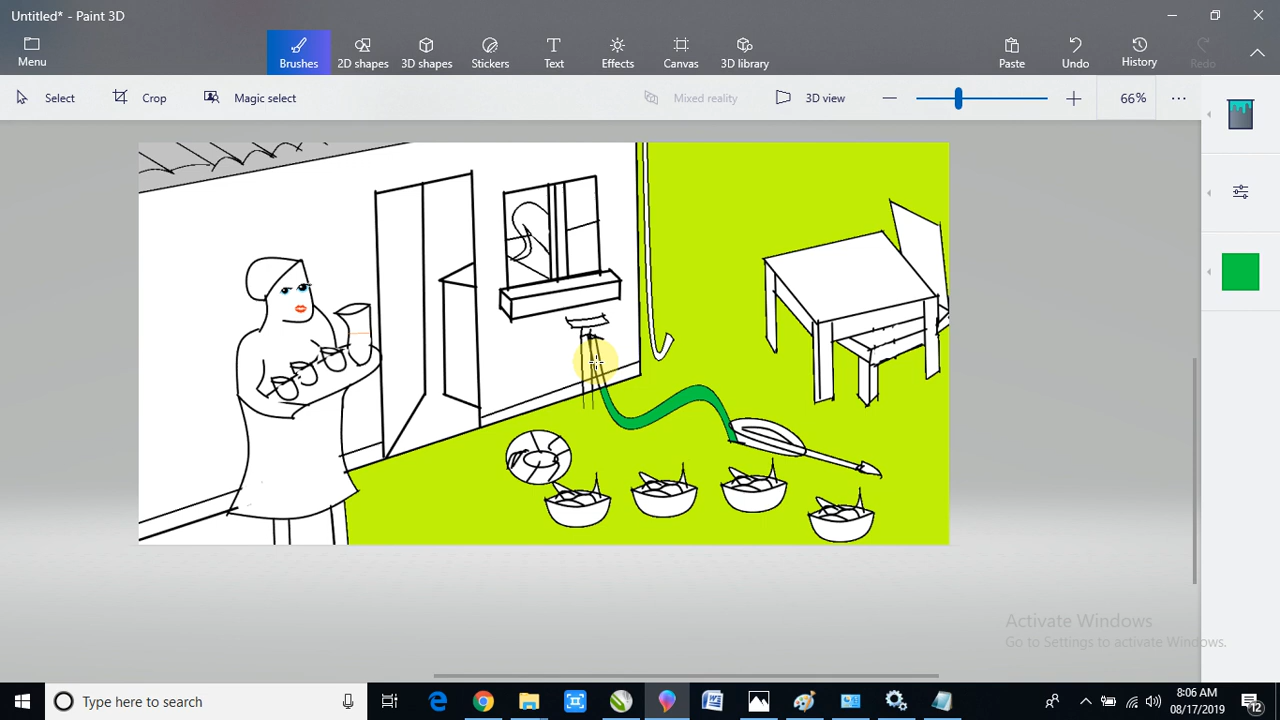 Untitled* - Paint 3D
Menu
Brushes
2D shapes
3D shapes
Stickers
Text
Effects
Canvas
3D library
Paste
Undo
History
Redo
Select
Crop
Magic select
Mixed reality
3D view
66%
Activate Windows
Go to Settings to activate Windows.
Type here to search
8:06 AM
08/17/2019
12